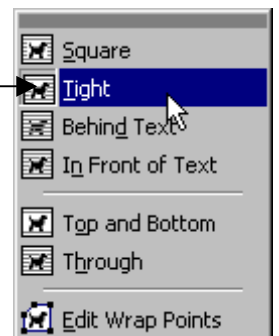 Square
Tight
Behind Text
In Front of Text
Top and Bottom
Through
Edit Wrap Points